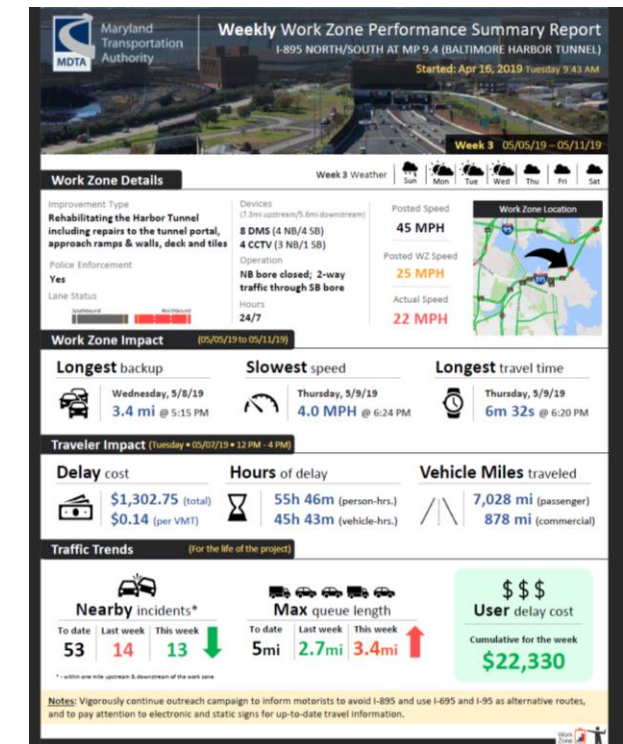 Maryland
Transportation
Authority
MDTA
Weekly Work Zone Performance Summary Report
I-895 NORTH/SOUTH AT MP 9.4 (BALTIMORE HARBOR TUNNEL)
Started: Apr 16, 2019 Tuesday 9:43 AM
Week 3 05/05/19 – 05/11/19
Work Zone Details
Week 3 Weather
Sun Mon Tue Wed Thu Fri Sat
Improvement Type
Rehabilitating the Harbor Tunnel
including repairs to the tunnel portal,
approach ramps & walls, deck and tiles
Police Enforcement
Yes
Lane Status
Southbound Northbound
Devices
(7.3mi upstream/5.6mi downstream)
8 DMS (4 NB/4 SB)
4 CCTV (3 NB/1 SB)
Operation
NB bore closed; 2-way
traffic through SB bore
Hours
24/7
Posted Speed
45 MPH
Posted WZ Speed
25 MPH
Actual Speed
22 MPH
Work Zone Location
95
895
Work Zone Impact (05/05/19 to 05/11/19)
Longest backup
Wednesday, 5/8/19
3.4 mi @ 5:15 PM
Slowest speed
Thursday, 5/9/19
4.0 MPH @ 6:24 PM
Longest travel time
Thursday, 5/9/19
6m 32s @ 6:20 PM
Traveler Impact (Tuesday • 05/07/19 • 12 PM - 4 PM)
Delay cost
$1,302.75 (total)
$0.14 (per VMT)
Hours of delay
55h 46m (person-hrs.)
45h 43m (vehicle-hrs.)
Vehicle Miles traveled
7,028 mi (passenger)
878 mi (commercial)
Traffic Trends (For the life of the project)
Nearby incidents*
To date Last week This week
53 14 13
* - within one mile upstream & downstream of the work zone
Max queue length
To date Last week This week
5mi 2.7mi 3.4mi
$ $ $
User delay cost
Cumulative for the week
$22,330
Notes: Vigorously continue outreach campaign to inform motorists to avoid I-895 and use I-695 and I-95 as alternative routes,
and to pay attention to electronic and static signs for up-to-date travel information.
Work
Zone